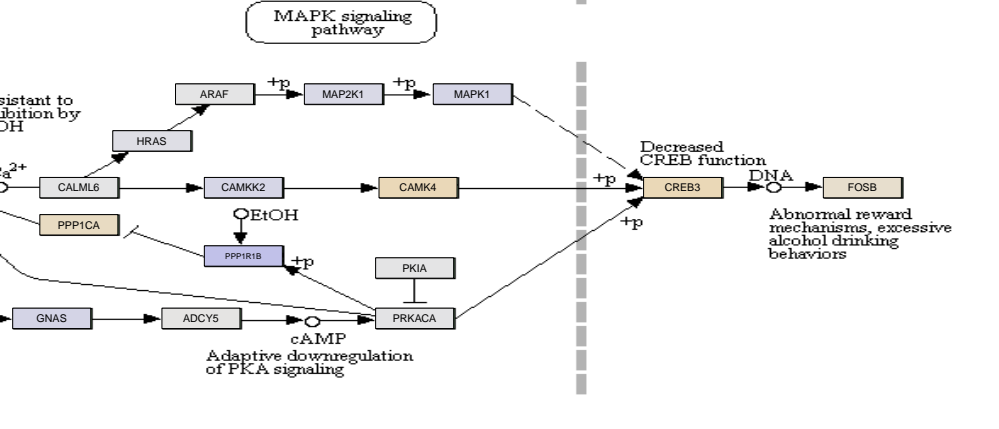 MAPK signaling
pathway
+p
+p
ARAF
MAP2K1
MAPK1
sistant to
ibition by
OH
HRAS
Decreased
CREB function
a2+
CALML6
CAMKK2
CAMK4
+p
CREB3
DNA
FOSB
EtOH
PPP1CA
+p
Abnormal reward
mechanisms, excessive
alcohol drinking
behaviors
PPP1R1B
+p
PKIA
GNAS
ADCY5
PRKACA
cAMP
Adaptive downregulation
of PKA signaling